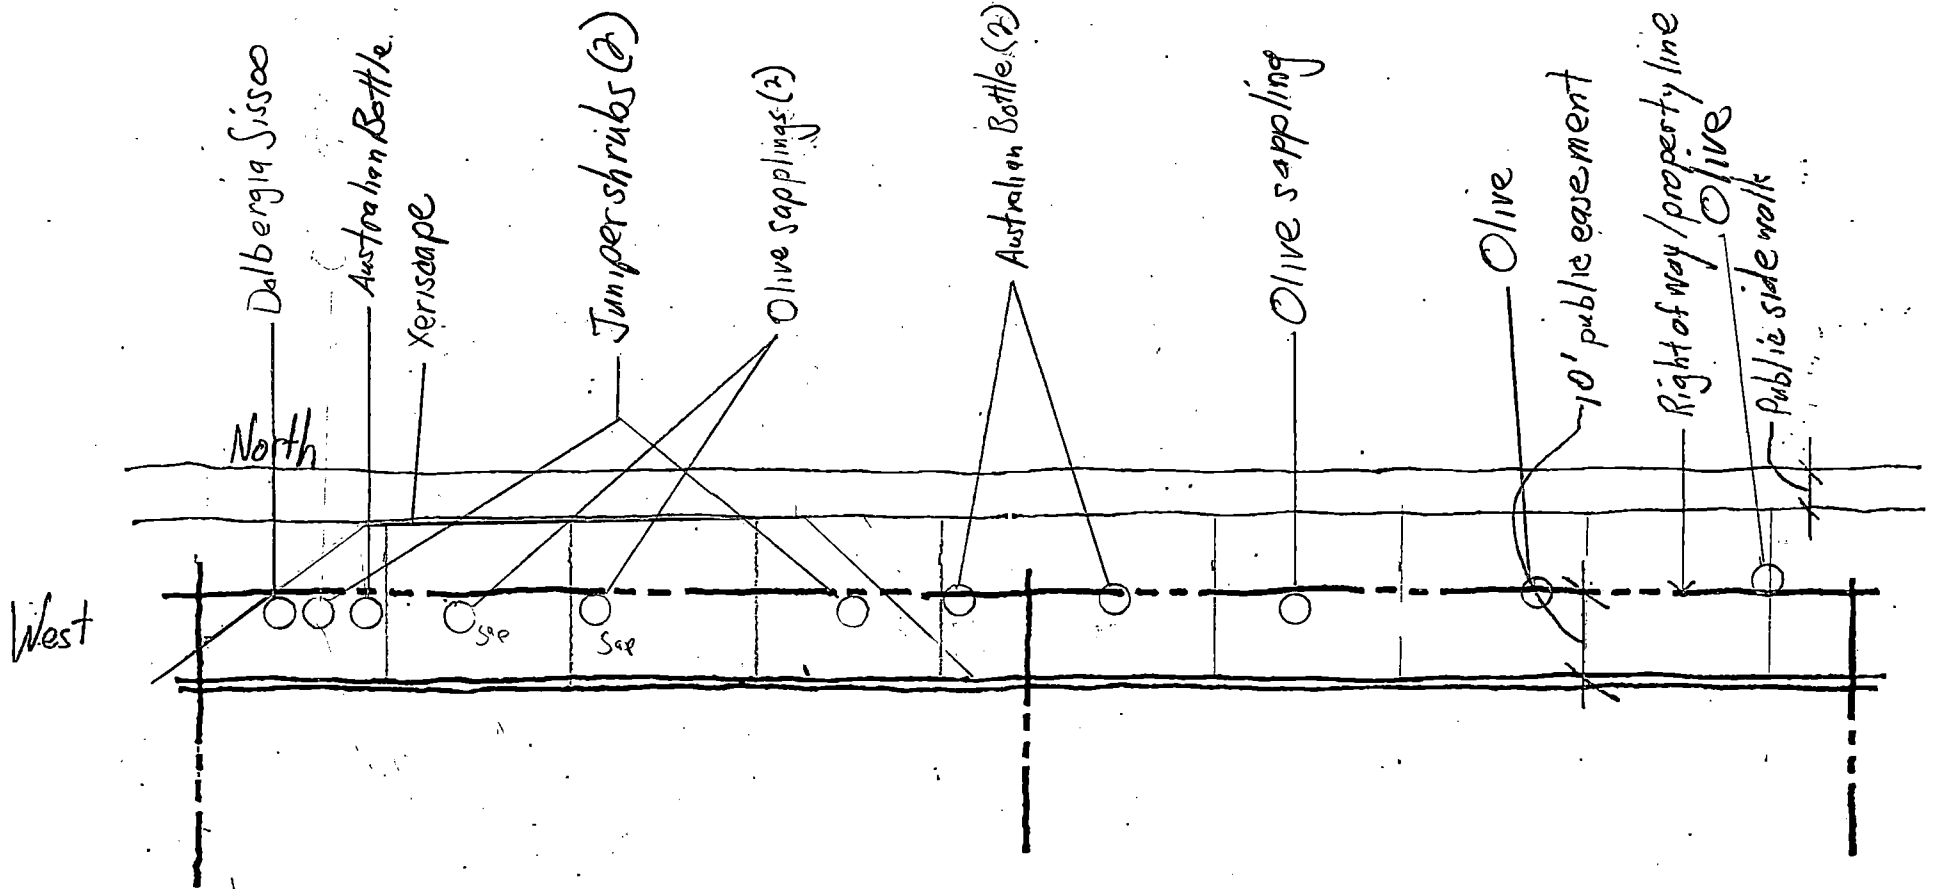 Dalbergia Sissoo
Australian Bottle.
Xeriscape
Juniper shrubs (2)
Olive sapplings (2)
Australian Bottle (2)
Olive sappling
Olive
10' public easement
Right of way / property line
Olive
Public side walk
North
West
Sap
Sap